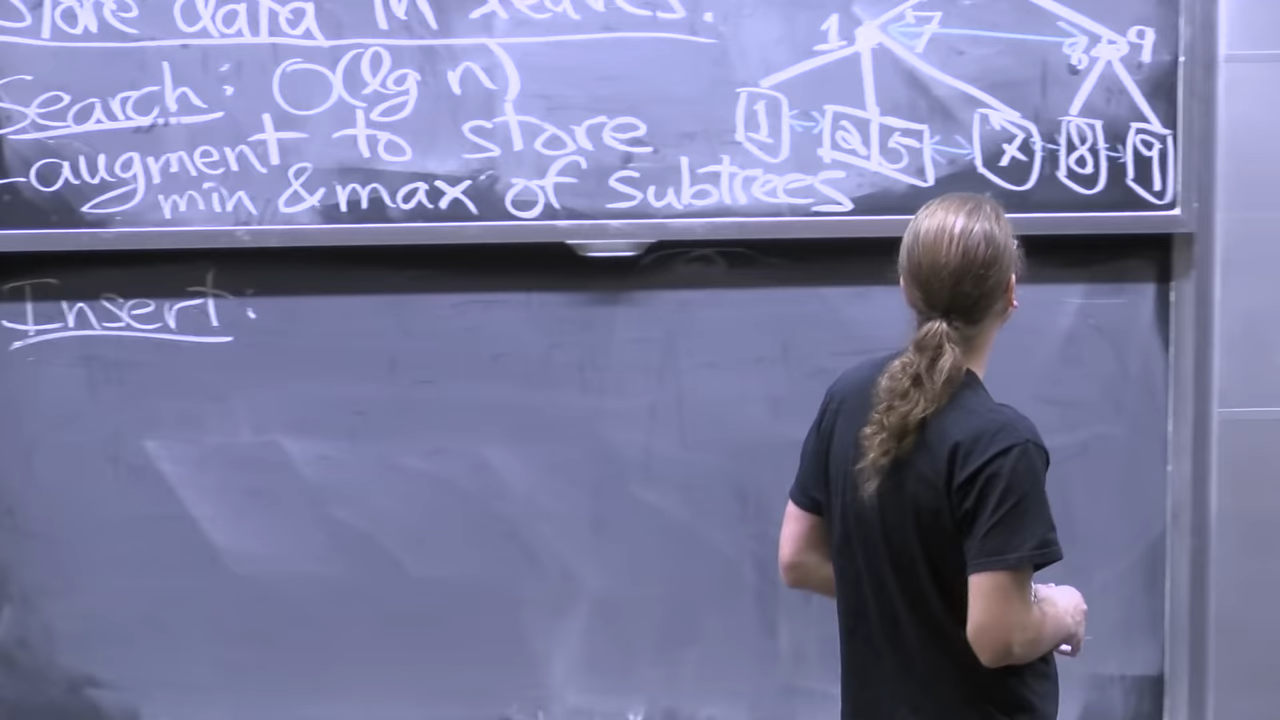 Store data in leaves.
Search: O(lg n)
-augment to store
min & max of subtrees
1 7 8 9
1 2 5 7 8 9
Insert: